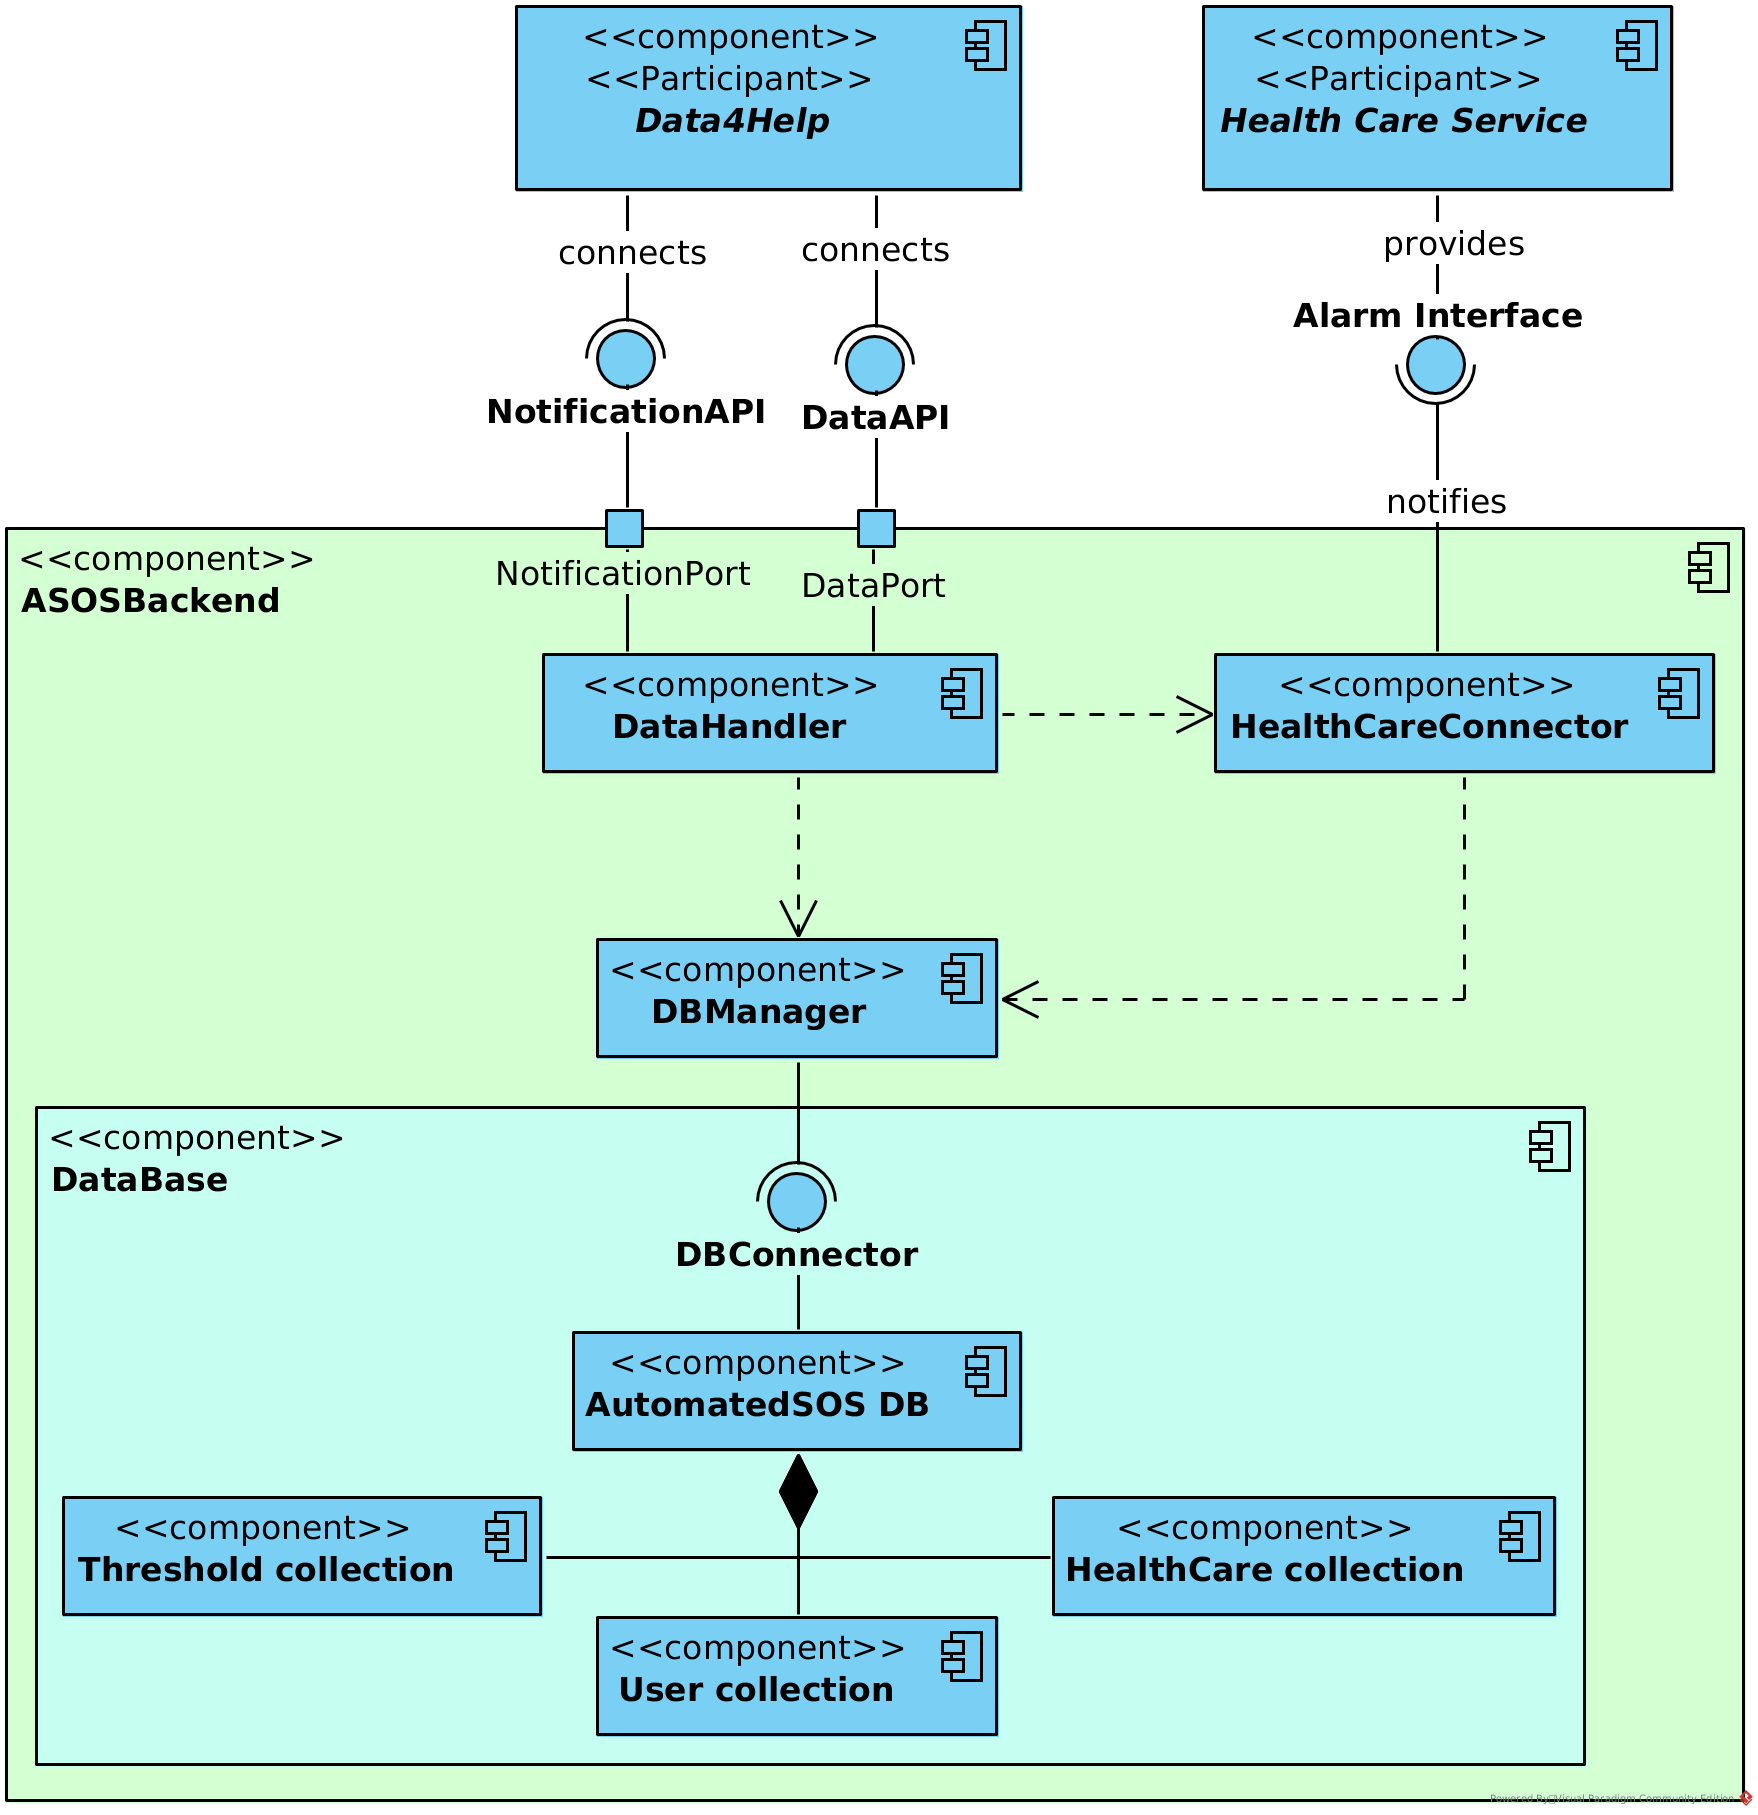 <<component>>
<<Participant>>
Data4Help
<<component>>
<<Participant>>
Health Care Service
connects
connects
provides
Alarm Interface
NotificationAPI
DataAPI
notifies
<<component>>
ASOSBackend
NotificationPort
DataPort
<<component>>
DataHandler
<<component>>
HealthCareConnector
<<component>>
DBManager
<<component>>
DataBase
DBConnector
<<component>>
AutomatedSOS DB
<<component>>
Threshold collection
<<component>>
HealthCare collection
<<component>>
User collection
Powered By Visual Paradigm Community Edition